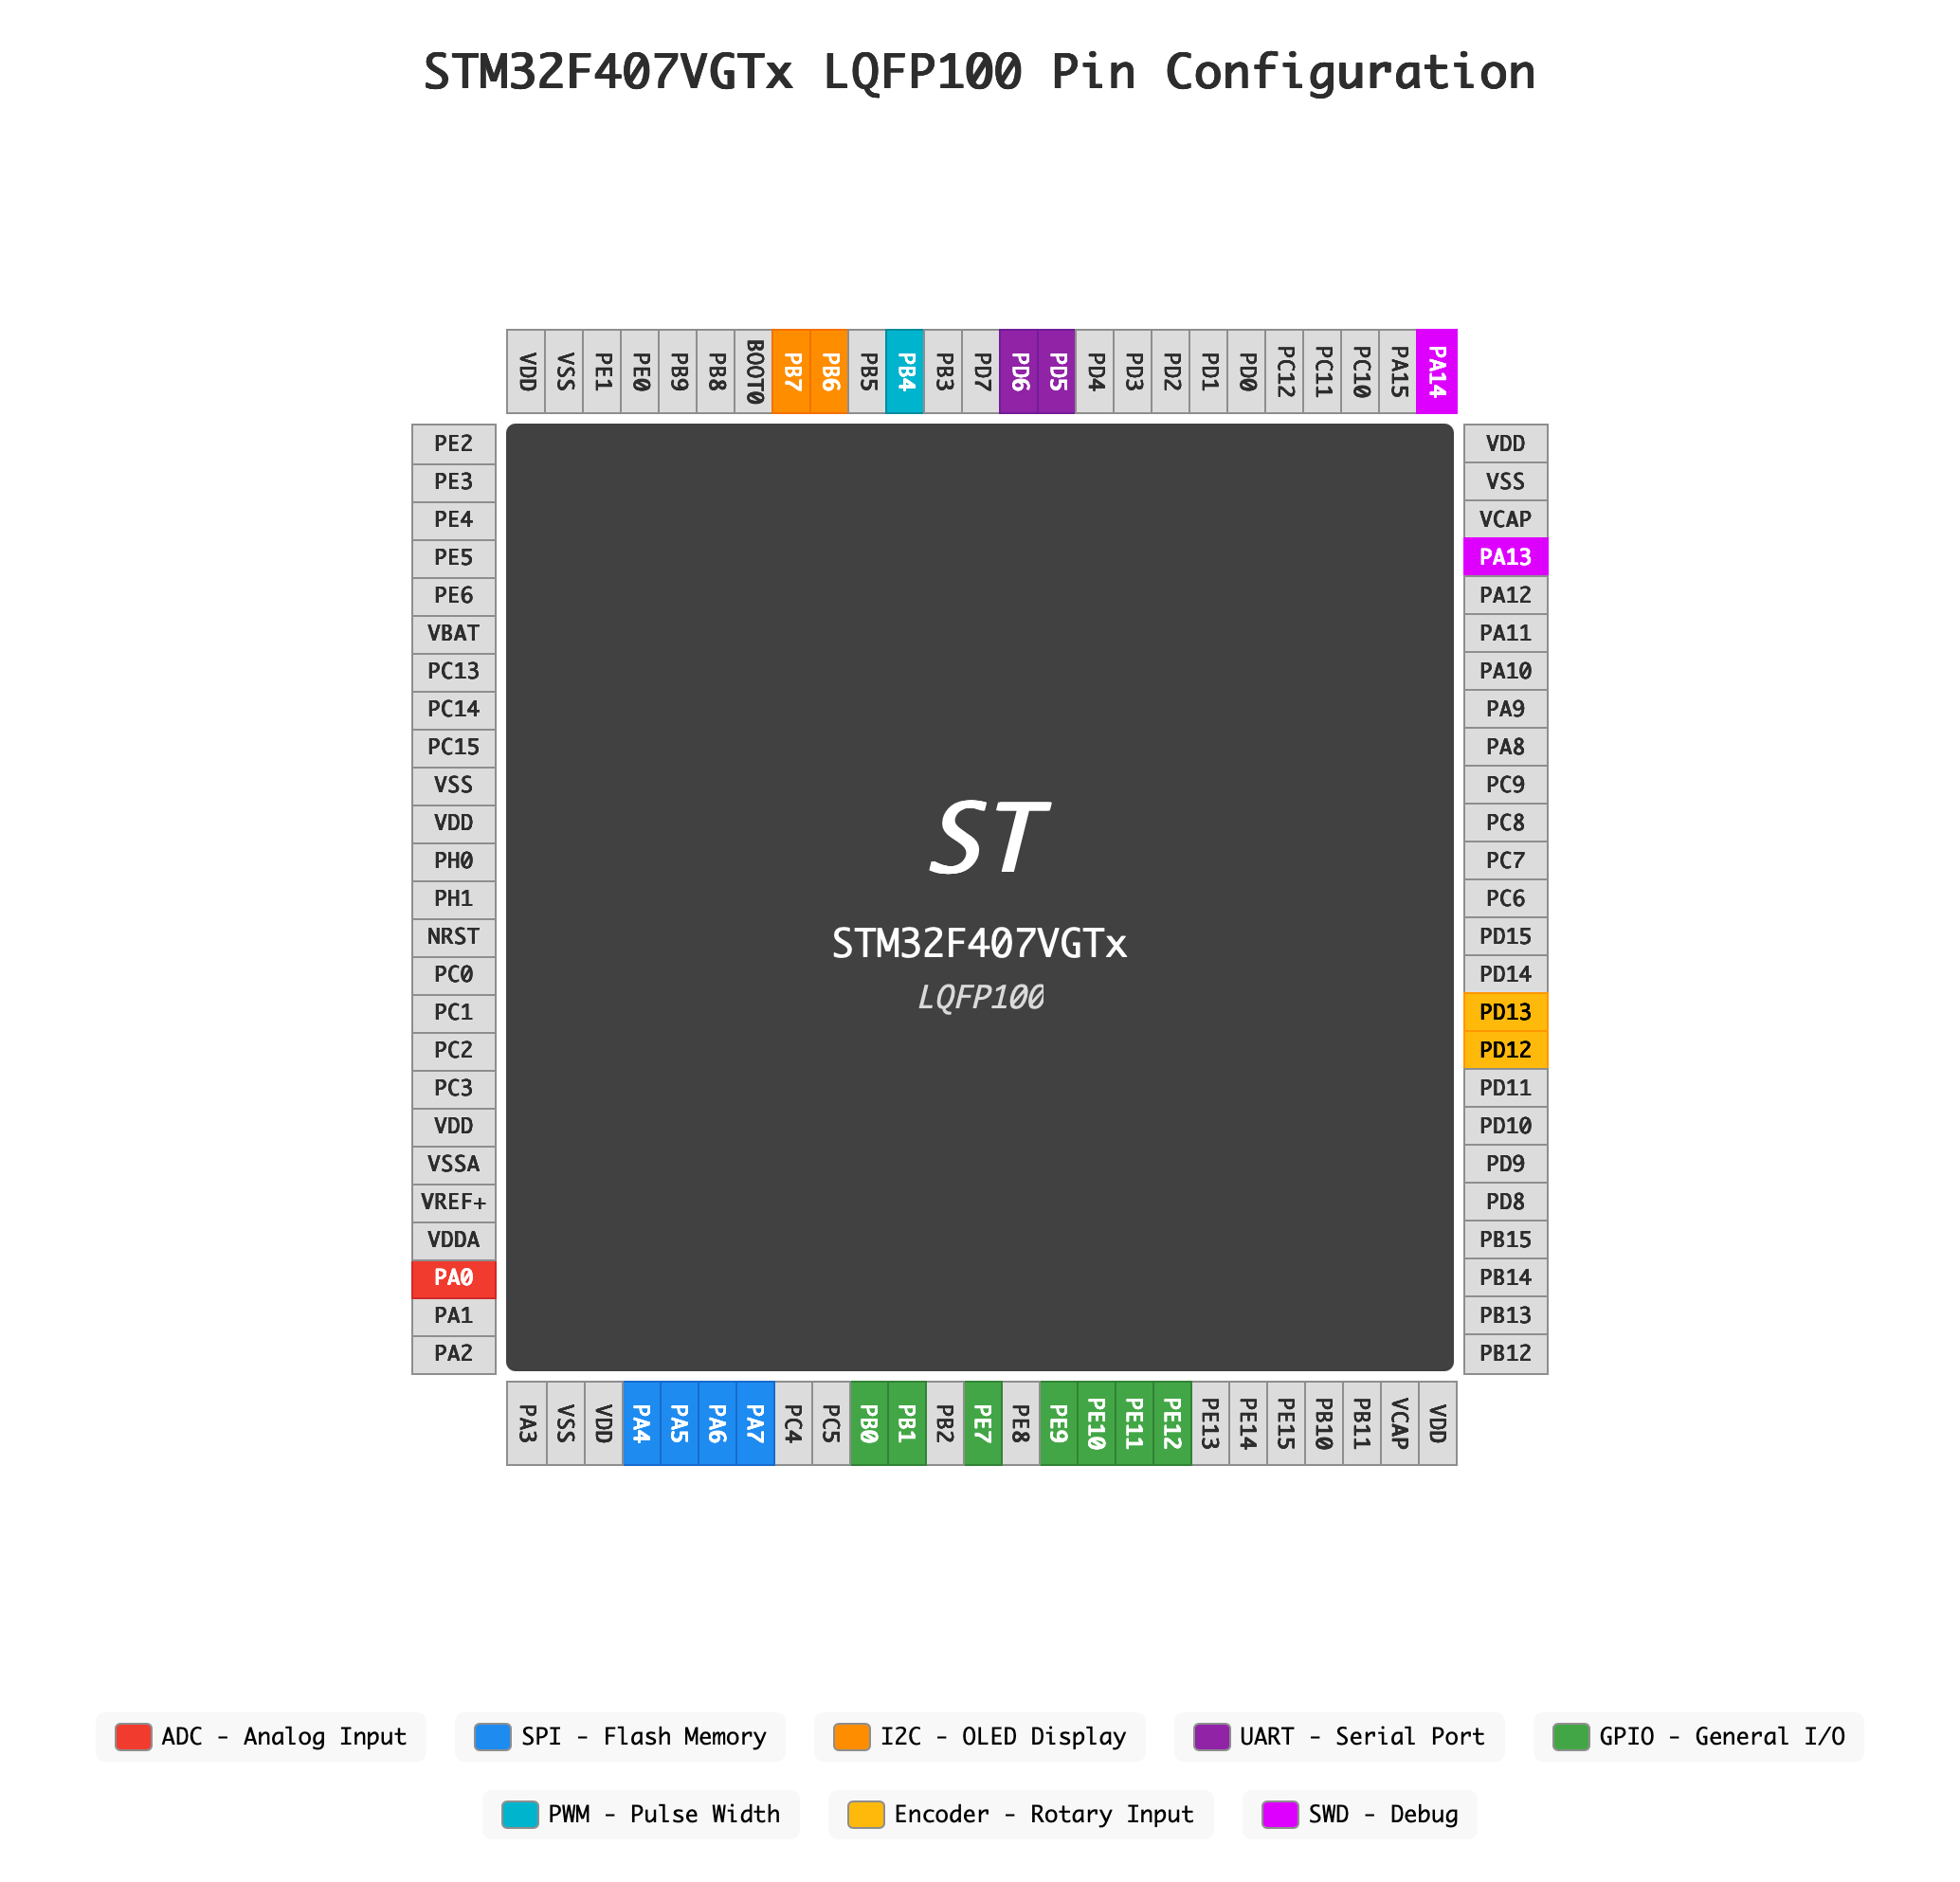 STM32F407VGTx LQFP100 Pin Configuration
VDD
VSS
PE1
PE0
PB9
PB8
BOOT0
PB7
PB6
PB5
PB4
PB3
PD7
PD6
PD5
PD4
PD3
PD2
PD1
PD0
PC12
PC11
PC10
PA15
PA14
PE2
PE3
PE4
PE5
PE6
VBAT
PC13
PC14
PC15
VSS
VDD
PH0
PH1
NRST
PC0
PC1
PC2
PC3
VDD
VSSA
VREF+
VDDA
PA0
PA1
PA2
ST
STM32F407VGTx
LQFP100
VDD
VSS
VCAP
PA13
PA12
PA11
PA10
PA9
PA8
PC9
PC8
PC7
PC6
PD15
PD14
PD13
PD12
PD11
PD10
PD9
PD8
PB15
PB14
PB13
PB12
PA3
VSS
VDD
PA4
PA5
PA6
PA7
PC4
PC5
PB0
PB1
PB2
PE7
PE8
PE9
PE10
PE11
PE12
PE13
PE14
PE15
PB10
PB11
VCAP
VDD
ADC - Analog Input
SPI - Flash Memory
I2C - OLED Display
UART - Serial Port
GPIO - General I/O
PWM - Pulse Width
Encoder - Rotary Input
SWD - Debug